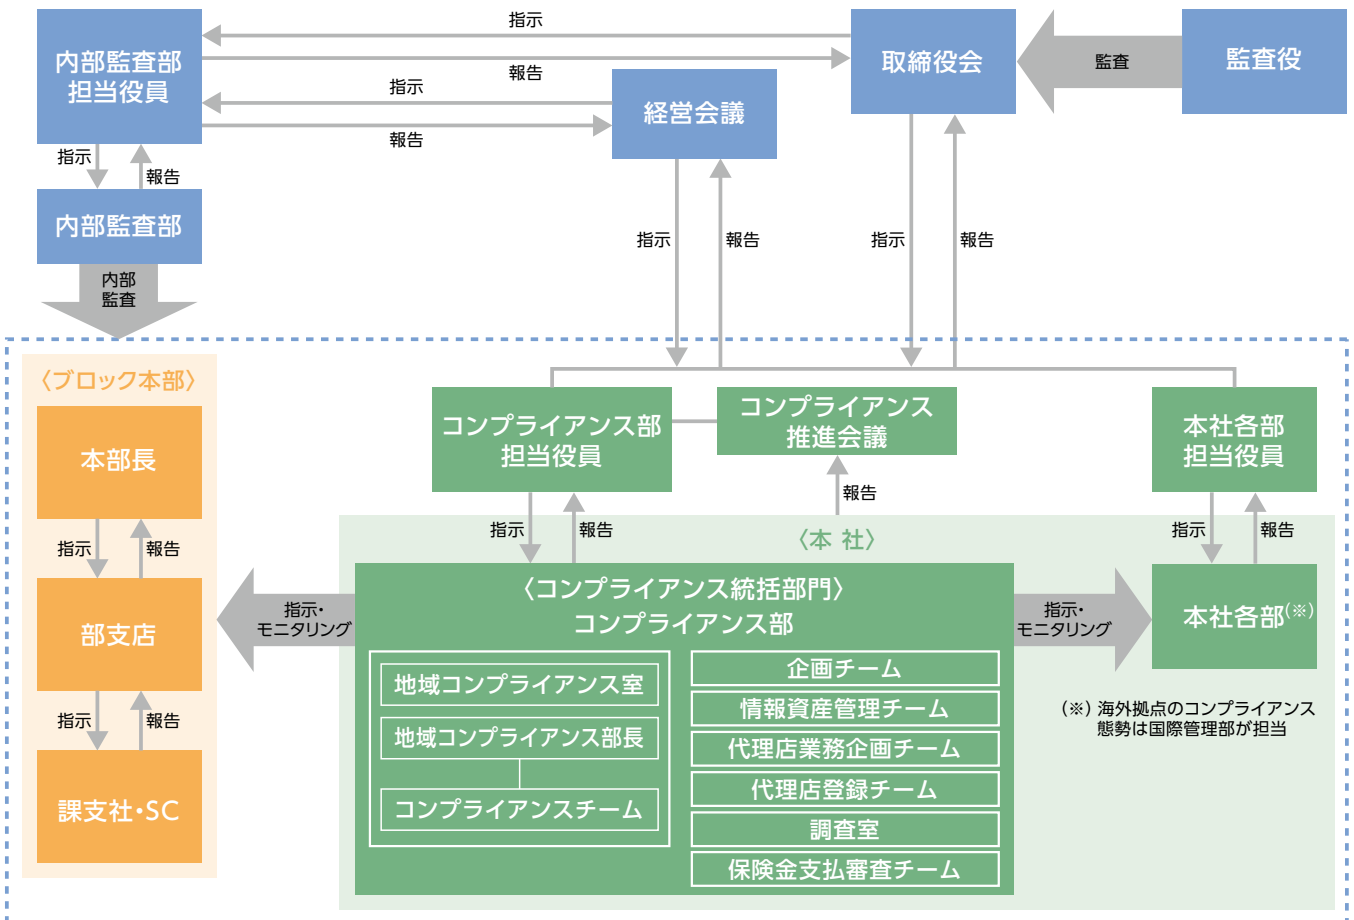 指示
内部監査部
担当役員
報告
取締役会
監査
監査役
指示
経営会議
報告
指示
報告
内部監査部
指示
報告
指示
報告
内部
監査
〈ブロック本部〉
本部長
指示
報告
部支店
指示
報告
課支社・SC
コンプライアンス部
担当役員
コンプライアンス
推進会議
本社各部
担当役員
報告
指示
報告
指示
報告
〈本 社〉
指示・
モニタリング
〈コンプライアンス統括部門〉
コンプライアンス部
指示・
モニタリング
本社各部(※)
地域コンプライアンス室
地域コンプライアンス部長
コンプライアンスチーム
企画チーム
情報資産管理チーム
代理店業務企画チーム
代理店登録チーム
調査室
保険金支払審査チーム
(※) 海外拠点のコンプライアンス
態勢は国際管理部が担当